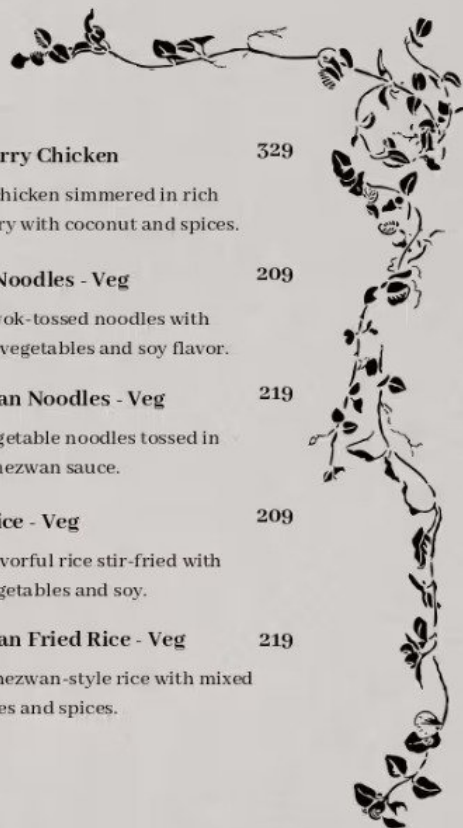 rry Chicken 329
hicken simmered in rich
ry with coconut and spices.
Noodles - Veg 209
ok-tossed noodles with
vegetables and soy flavor.
an Noodles - Veg 219
getable noodles tossed in
hezwan sauce.
ice - Veg 209
vorful rice stir-fried with
getables and soy.
an Fried Rice - Veg 219
hezwan-style rice with mixed
es and spices.